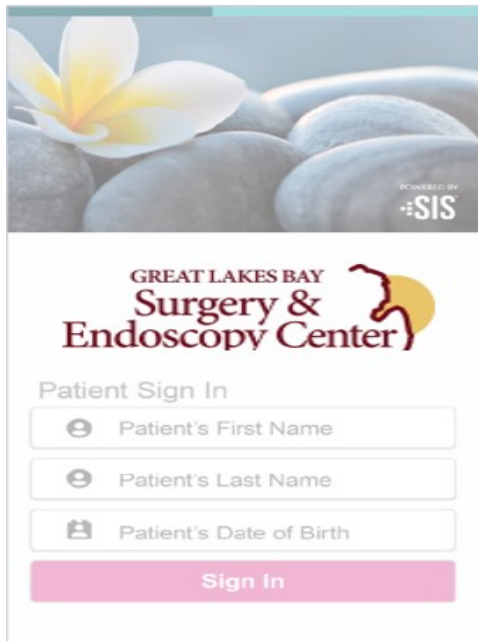 POWERED BY
SIS
GREAT LAKES BAY
Surgery &
Endoscopy Center
Patient Sign In
Patient's First Name
Patient's Last Name
Patient's Date of Birth
Sign In